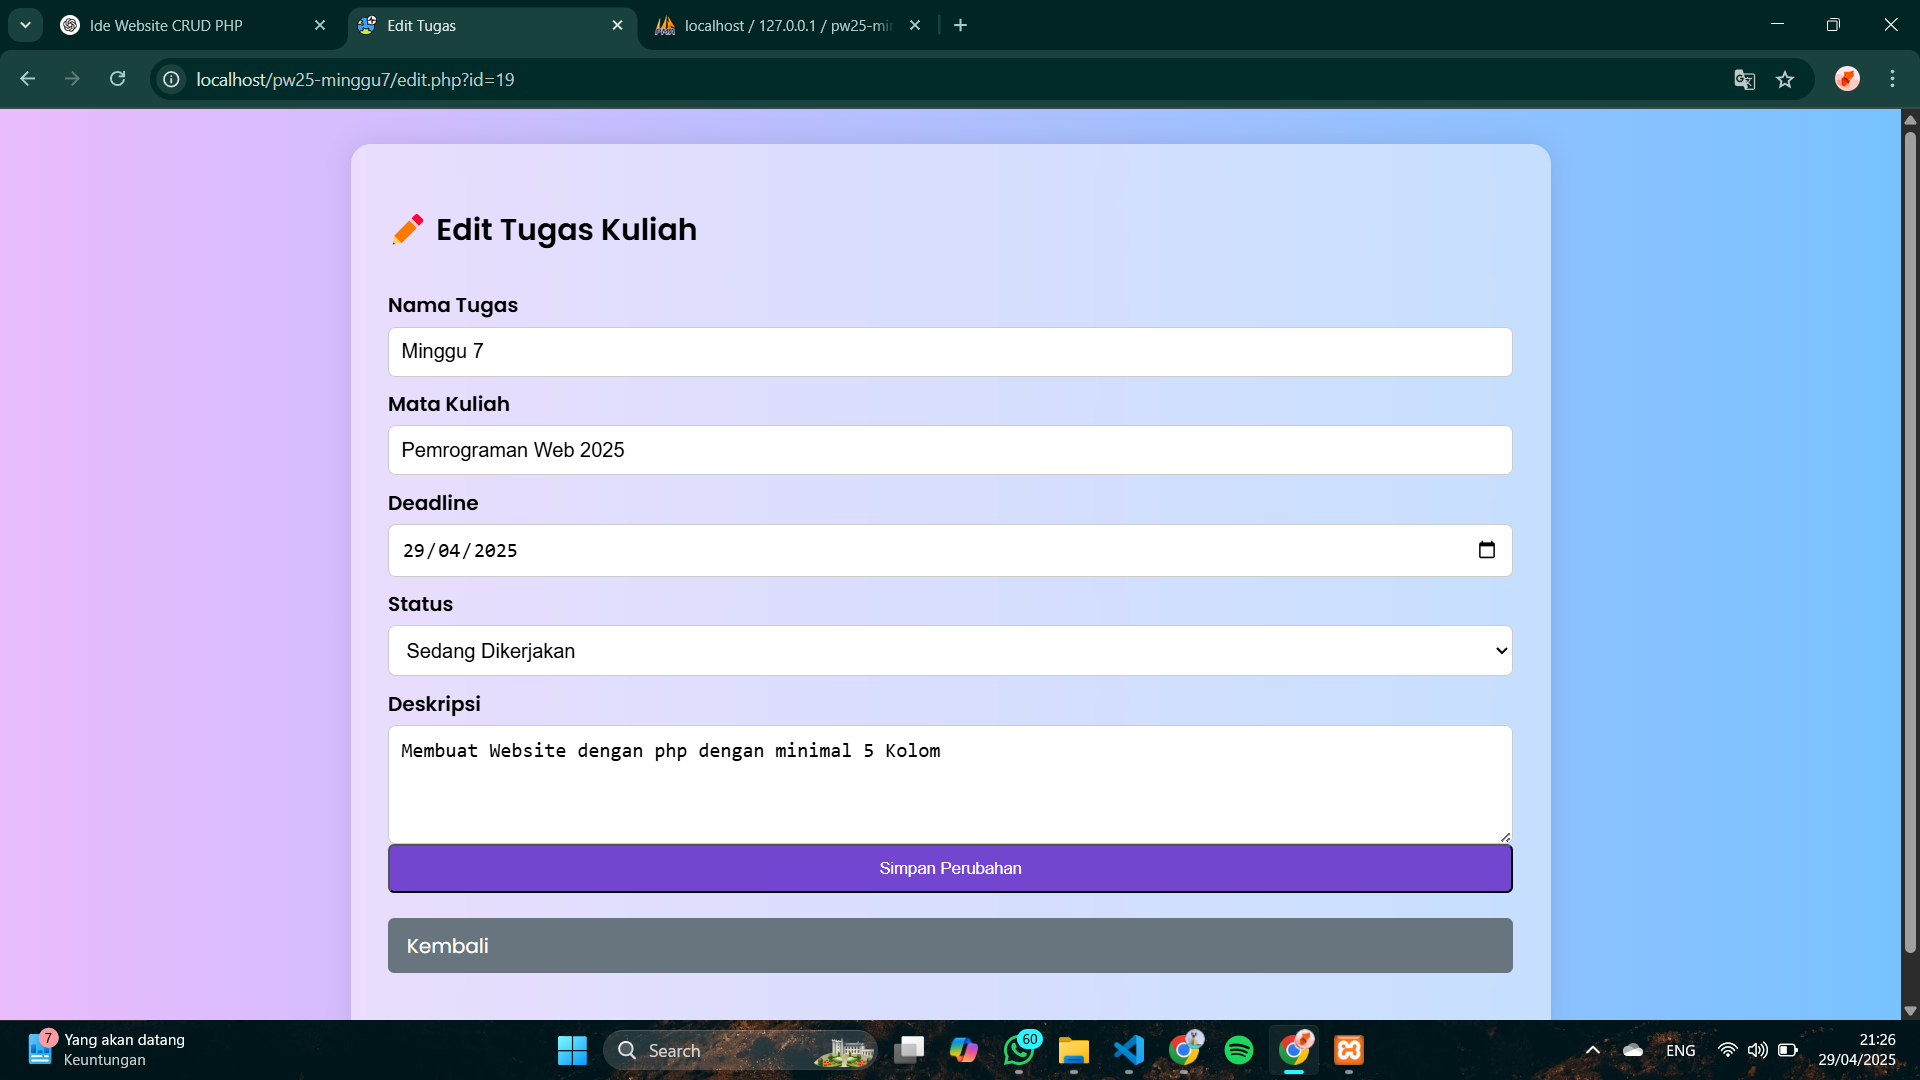 Ide Website CRUD PHP
Edit Tugas
localhost / 127.0.0.1 / pw25-min
localhost/pw25-minggu7/edit.php?id=19
Edit Tugas Kuliah
Nama Tugas
Minggu 7
Mata Kuliah
Pemrograman Web 2025
Deadline
29/04/2025
Status
Sedang Dikerjakan
Deskripsi
Membuat Website dengan php dengan minimal 5 Kolom
Simpan Perubahan
Kembali
7
Yang akan datang
Keuntungan
Search
60
ENG
21:26
29/04/2025